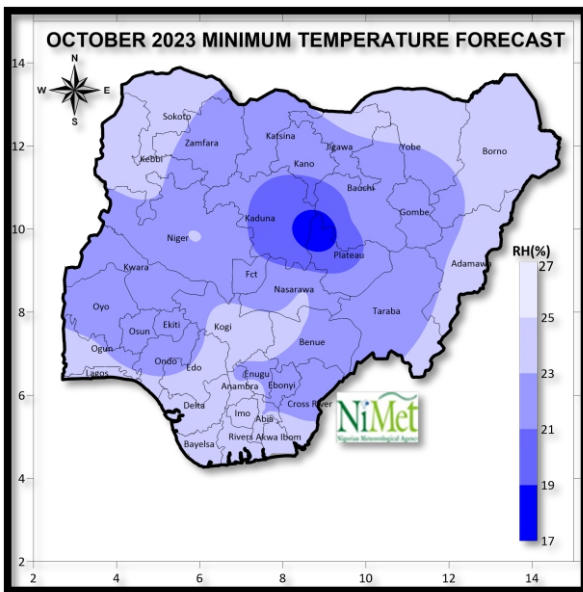 OCTOBER 2023 MINIMUM TEMPERATURE FORECAST
14
N
W E
S
Sokoto
Katsina
Zamfara
Jigawa
Yobe
12
Kebbi
Kano
Borno
Bauchi
Kaduna
Gombe
10
Niger
Plateau
RH(%)
27
Kwara
Fct
Adamawa
Nasarawa
25
Oyo
Taraba
8
Osun
Ekiti
Kogi
Benue
23
Ogun
Ondo
Edo
Enugu
Lagos
Anambra
Ebonyi
21
6
Delta
Imo
Abia
Cross River
NiMet
Nigerian Meteorological Agency
19
Bayelsa
Rivers
Akwa Ibom
4
17
2
2 4 6 8 10 12 14